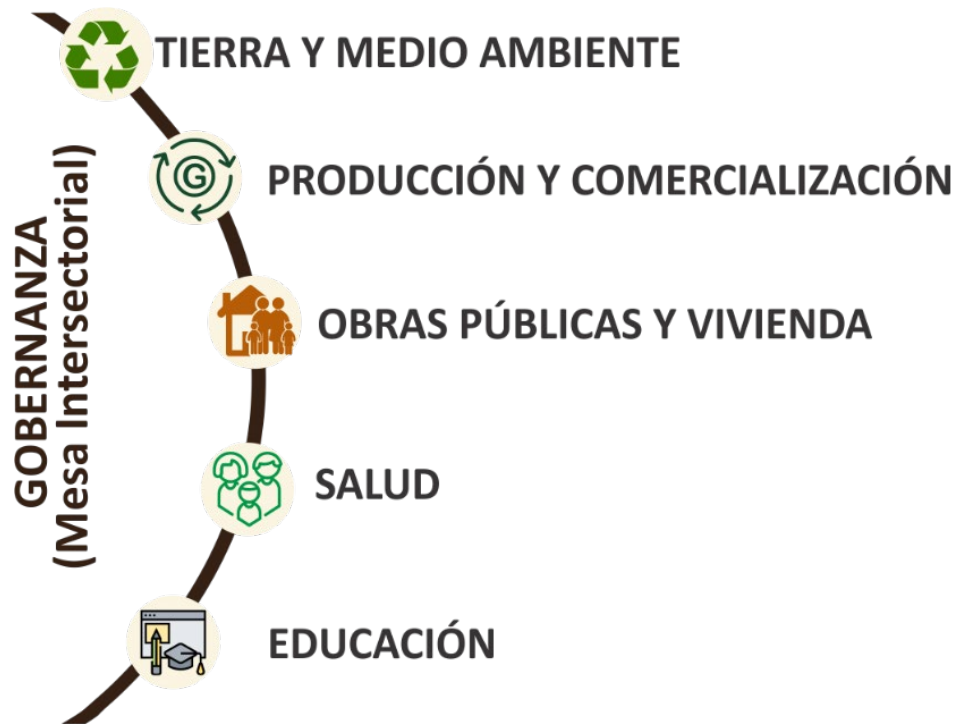 GOBERNANZA
(Mesa Intersectorial)
TIERRA Y MEDIO AMBIENTE
G
PRODUCCIÓN Y COMERCIALIZACIÓN
OBRAS PÚBLICAS Y VIVIENDA
SALUD
EDUCACIÓN